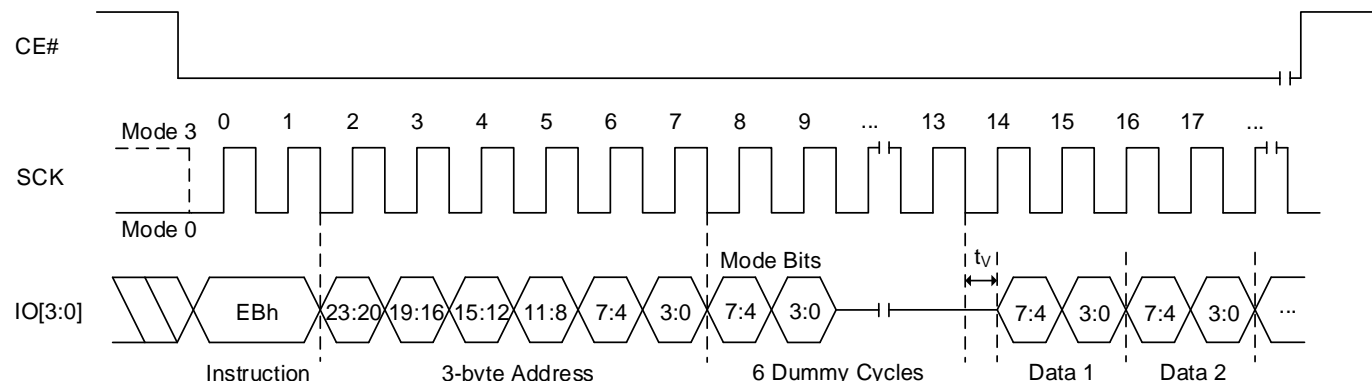 CE#
0 1 2 3 4 5 6 7 8 9 ... 13 14 15 16 17 ...
Mode 3
SCK
Mode 0
Mode Bits tV
IO[3:0] EBh 23:20 19:16 15:12 11:8 7:4 3:0 7:4 3:0 7:4 3:0 7:4 3:0 ...
Instruction 3-byte Address 6 Dummy Cycles Data 1 Data 2